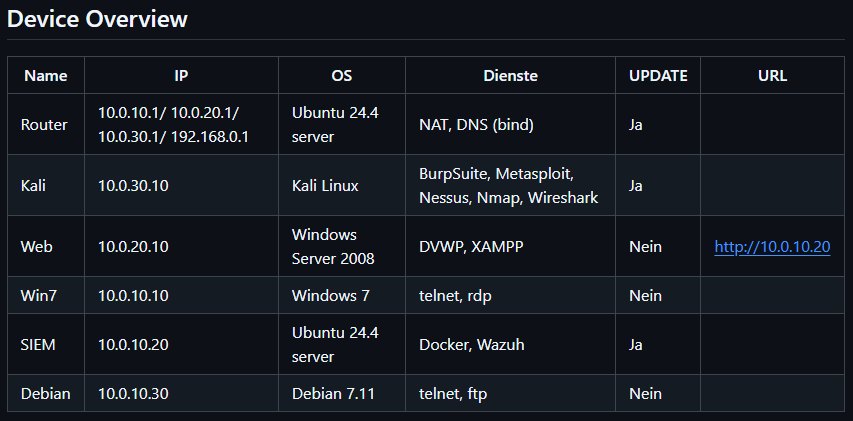 Device Overview
Name IP OS Dienste UPDATE URL
Router 10.0.10.1/ 10.0.20.1/ 10.0.30.1/ 192.168.0.1 Ubuntu 24.4 server NAT, DNS (bind) Ja
Kali 10.0.30.10 Kali Linux BurpSuite, Metasploit, Nessus, Nmap, Wireshark Ja
Web 10.0.20.10 Windows Server 2008 DVWP, XAMPP Nein http://10.0.10.20
Win7 10.0.10.10 Windows 7 telnet, rdp Nein
SIEM 10.0.10.20 Ubuntu 24.4 server Docker, Wazuh Ja
Debian 10.0.10.30 Debian 7.11 telnet, ftp Nein